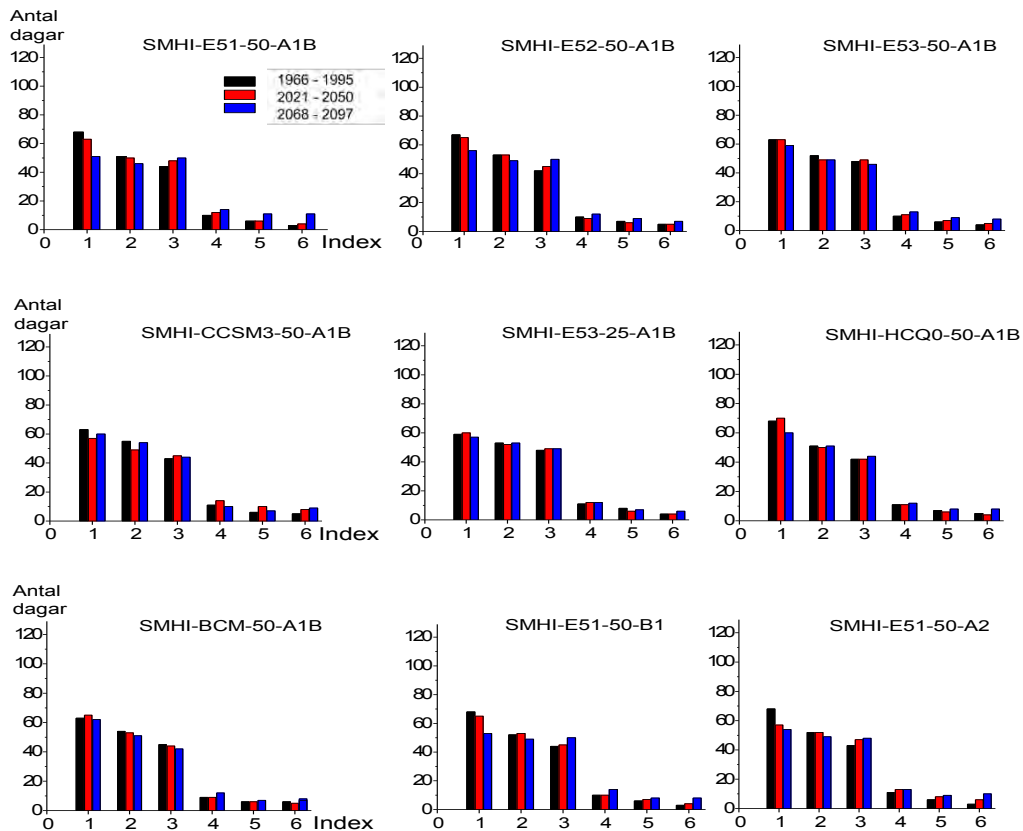 Antal
dagar
SMHI-E51-50-A1B
SMHI-E52-50-A1B
SMHI-E53-50-A1B
120
100
80
60
40
20
0
0 1 2 3 4 5 6
Index
1966 - 1995
2021 - 2050
2068 - 2097
120
100
80
60
40
20
0
0 1 2 3 4 5 6
120
100
80
60
40
20
0
0 1 2 3 4 5 6
Antal
dagar
SMHI-CCSM3-50-A1B
SMHI-E53-25-A1B
SMHI-HCQ0-50-A1B
120
100
80
60
40
20
0
0 1 2 3 4 5 6 Index
120
100
80
60
40
20
0
0 1 2 3 4 5 6
120
100
80
60
40
20
0
0 1 2 3 4 5 6
Antal
dagar
SMHI-BCM-50-A1B
SMHI-E51-50-B1
SMHI-E51-50-A2
120
100
80
60
40
20
0
0 1 2 3 4 5 6 Index
120
100
80
60
40
20
0
0 1 2 3 4 5 6
120
100
80
60
40
20
0
0 1 2 3 4 5 6